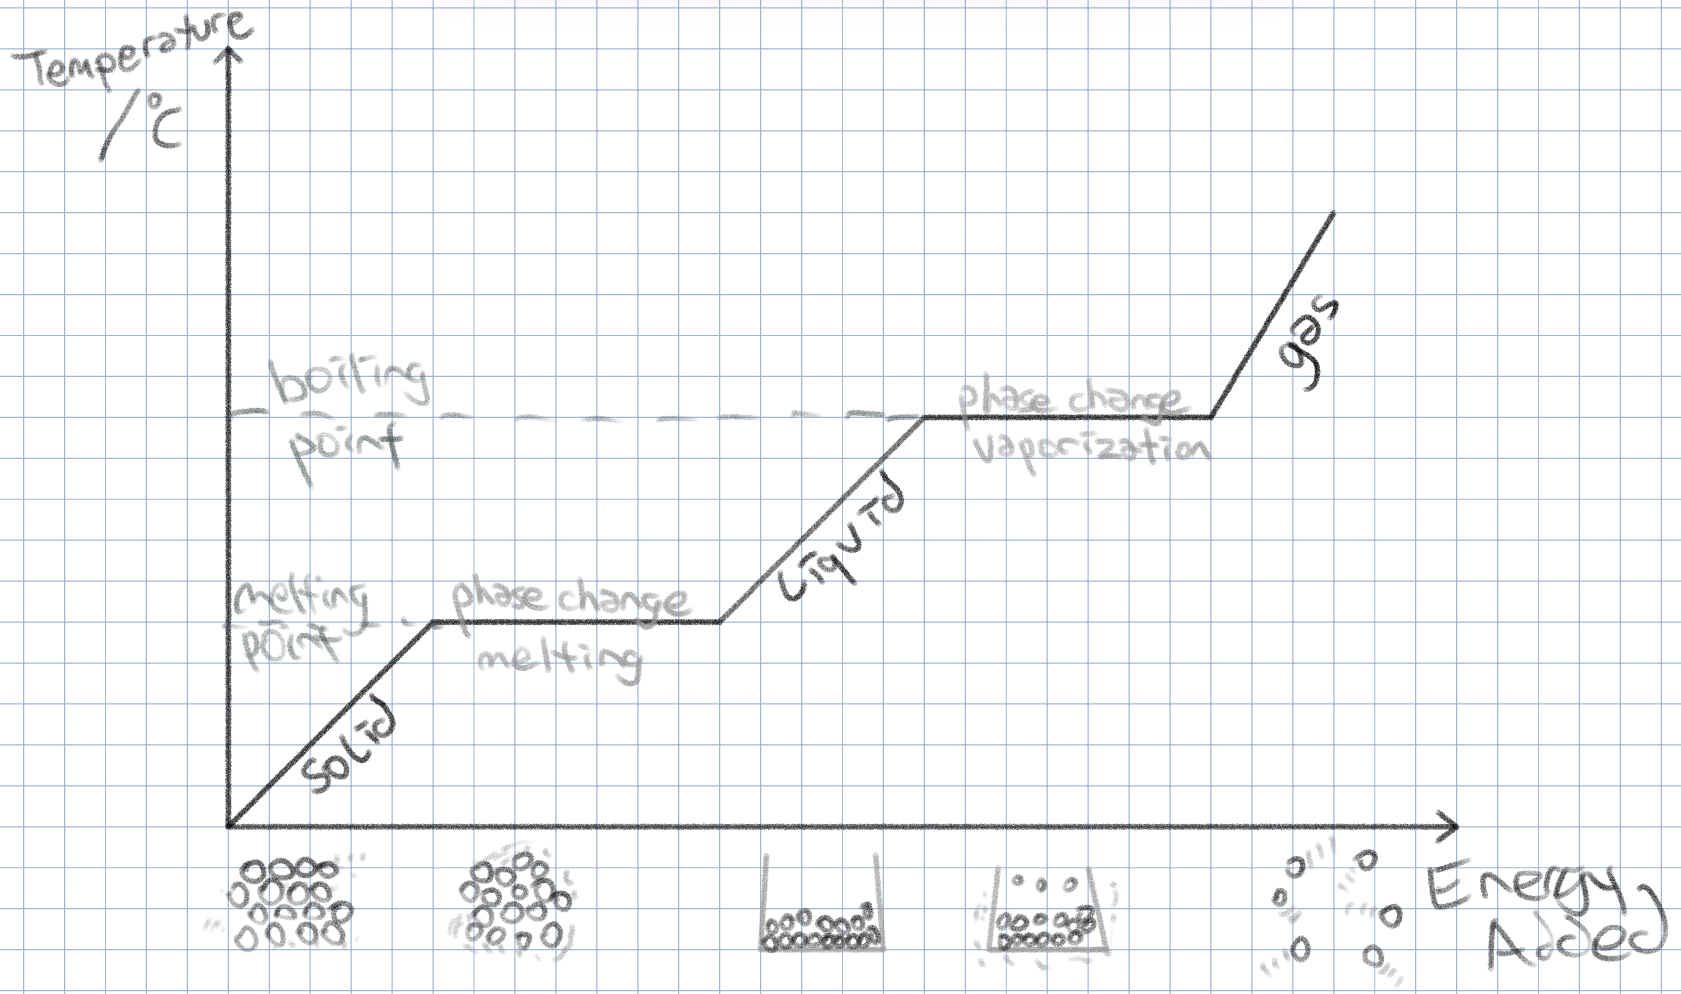 Temperature
/°C
boiling
point
phase change
vaporization
gas
liquid
melting
point
phase change
melting
solid
Energy
Added